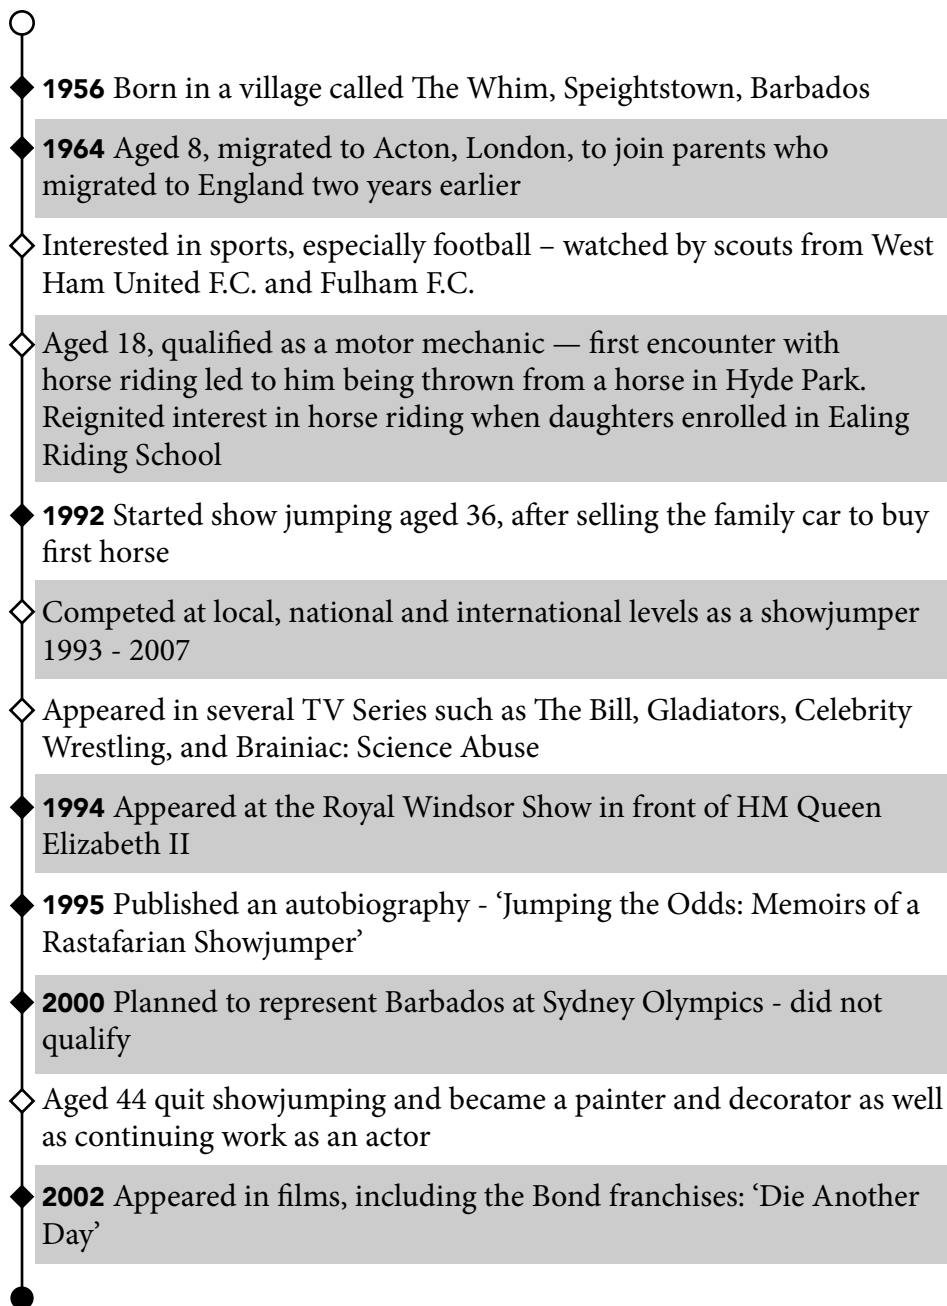 1956 Born in a village called The Whim, Speightstown, Barbados
1964 Aged 8, migrated to Acton, London, to join parents who
migrated to England two years earlier
Interested in sports, especially football – watched by scouts from West
Ham United F.C. and Fulham F.C.
Aged 18, qualified as a motor mechanic — first encounter with
horse riding led to him being thrown from a horse in Hyde Park.
Reignited interest in horse riding when daughters enrolled in Ealing
Riding School
1992 Started show jumping aged 36, after selling the family car to buy
first horse
Competed at local, national and international levels as a showjumper
1993 - 2007
Appeared in several TV Series such as The Bill, Gladiators, Celebrity
Wrestling, and Brainiac: Science Abuse
1994 Appeared at the Royal Windsor Show in front of HM Queen
Elizabeth II
1995 Published an autobiography - ‘Jumping the Odds: Memoirs of a
Rastafarian Showjumper’
2000 Planned to represent Barbados at Sydney Olympics - did not
qualify
Aged 44 quit showjumping and became a painter and decorator as well
as continuing work as an actor
2002 Appeared in films, including the Bond franchises: ‘Die Another
Day’